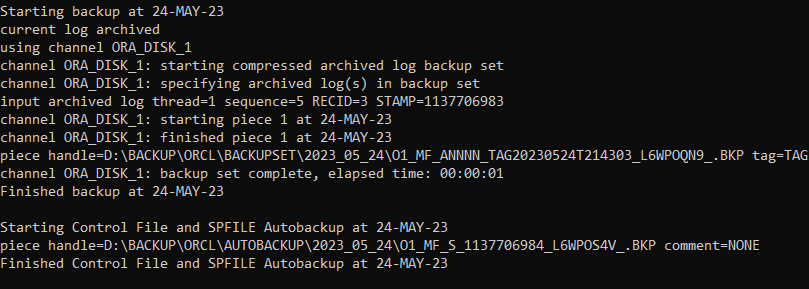 Starting backup at 24-MAY-23
current log archived
using channel ORA_DISK_1
channel ORA_DISK_1: starting compressed archived log backup set
channel ORA_DISK_1: specifying archived log(s) in backup set
input archived log thread=1 sequence=5 RECID=3 STAMP=1137706983
channel ORA_DISK_1: starting piece 1 at 24-MAY-23
channel ORA_DISK_1: finished piece 1 at 24-MAY-23
piece handle=D:\BACKUP\ORCL\BACKUPSET\2023_05_24\O1_MF_ANNNN_TAG20230524T214303_L6WPOQN9_.BKP tag=TAG
channel ORA_DISK_1: backup set complete, elapsed time: 00:00:01
Finished backup at 24-MAY-23
Starting Control File and SPFILE Autobackup at 24-MAY-23
piece handle=D:\BACKUP\ORCL\AUTOBACKUP\2023_05_24\O1_MF_S_1137706984_L6WPOS4V_.BKP comment=NONE
Finished Control File and SPFILE Autobackup at 24-MAY-23